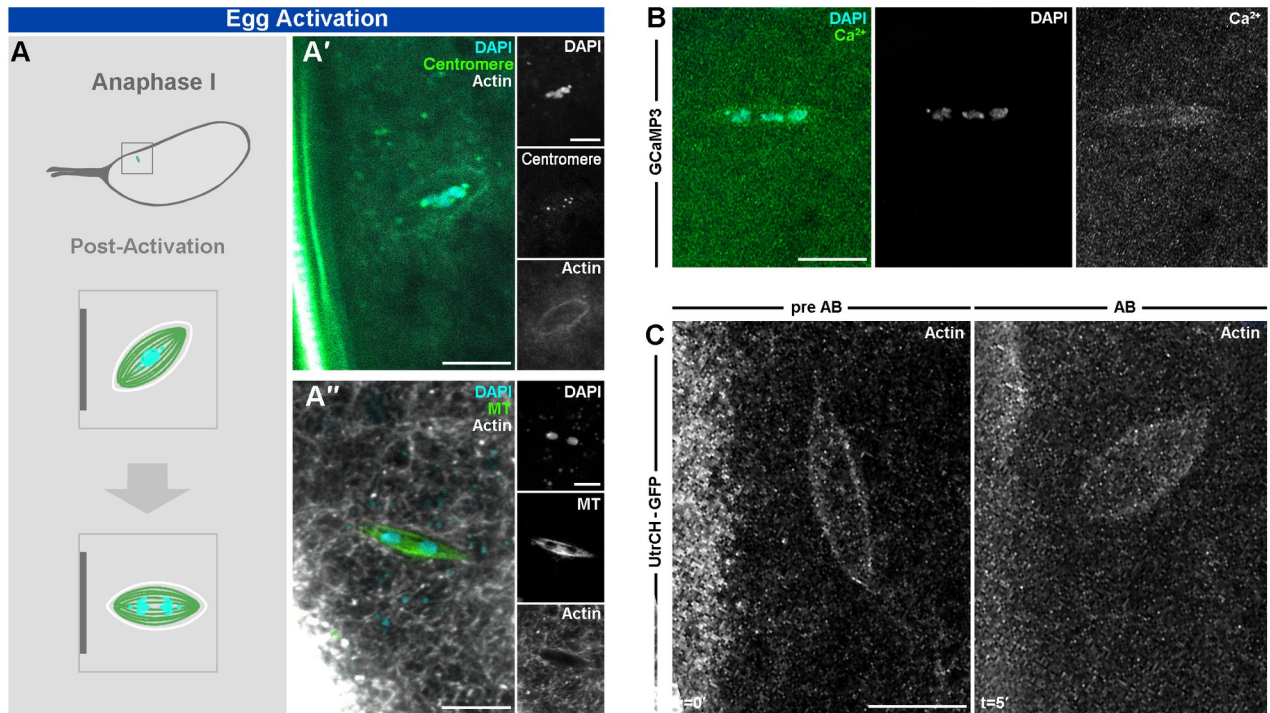 Egg Activation
A
Anaphase I
Post-Activation
A′
DAPI
Centromere
Actin
DAPI
Centromere
Actin
A″
DAPI
MT
Actin
DAPI
MT
Actin
B
GCaMP3
DAPI
Ca²⁺
DAPI
Ca²⁺
pre AB
AB
C
UtrCH - GFP
Actin
Actin
=0'
t=5'